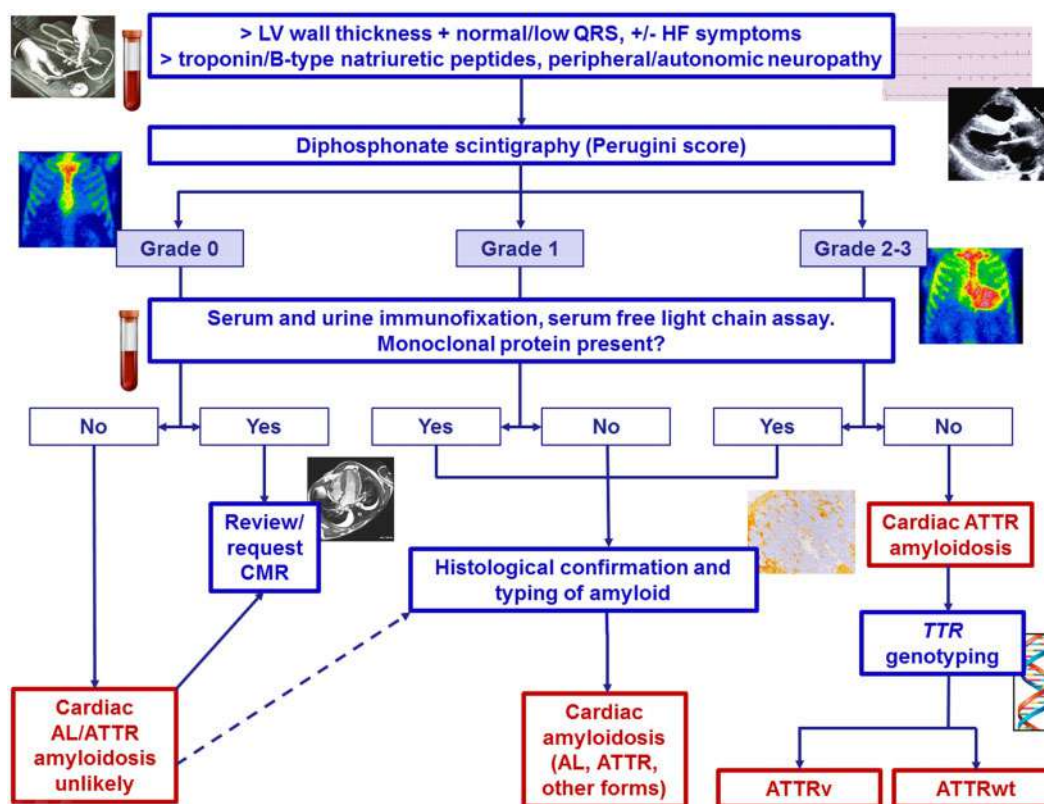 > LV wall thickness + normal/low QRS, +/- HF symptoms
> troponin/B-type natriuretic peptides, peripheral/autonomic neuropathy
Diphosphonate scintigraphy (Perugini score)
Grade 0
Grade 1
Grade 2-3
Serum and urine immunofixation, serum free light chain assay.
Monoclonal protein present?
No
Yes
Yes
No
Yes
No
Review/
request
CMR
Histological confirmation and
typing of amyloid
Cardiac ATTR
amyloidosis
TTR
genotyping
Cardiac
AL/ATTR
amyloidosis
unlikely
Cardiac
amyloidosis
(AL, ATTR,
other forms)
ATTRv
ATTRwt